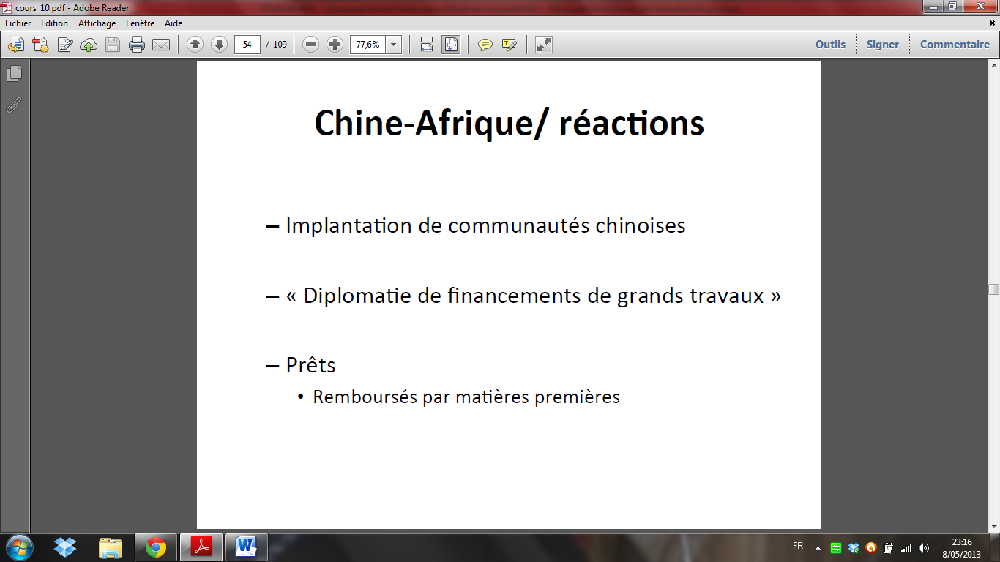 cours_10.pdf - Adobe Reader
Fichier Edition Affichage Fenêtre Aide
54 / 109 77,6% Outils Signer Commentaire
Chine-Afrique/ réactions
– Implantation de communautés chinoises
– « Diplomatie de financements de grands travaux »
– Prêts
• Remboursés par matières premières
FR
23:16
8/05/2013